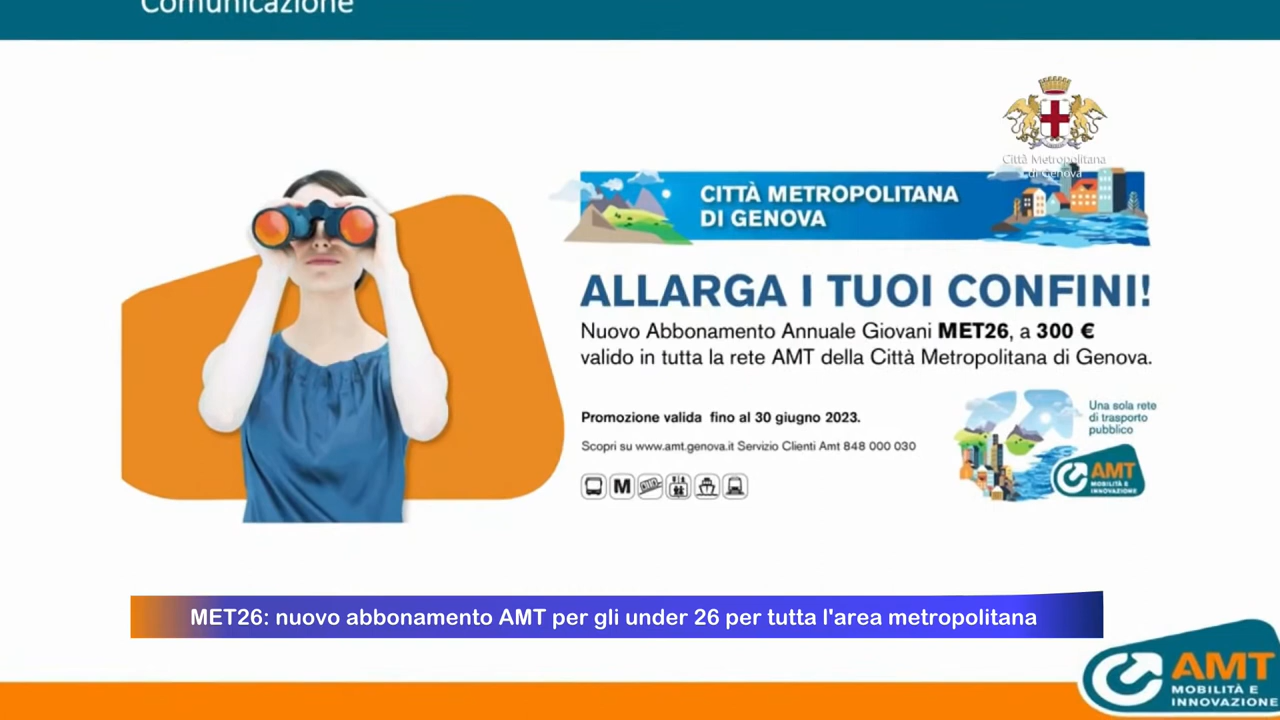 Comunicazione
Città Metropolitana
di Genova
CITTÀ METROPOLITANA
DI GENOVA
ALLARGA I TUOI CONFINI!
Nuovo Abbonamento Annuale Giovani MET26, a 300 €
valido in tutta la rete AMT della Città Metropolitana di Genova.
Promozione valida fino al 30 giugno 2023.
Scopri su www.amt.genova.it Servizio Clienti Amt 848 000 030
M
Una sola rete
di trasporto
pubblico
AMT
MOBILITÀ E
INNOVAZIONE
MET26: nuovo abbonamento AMT per gli under 26 per tutta l'area metropolitana
AMT
MOBILITÀ E
INNOVAZIONE